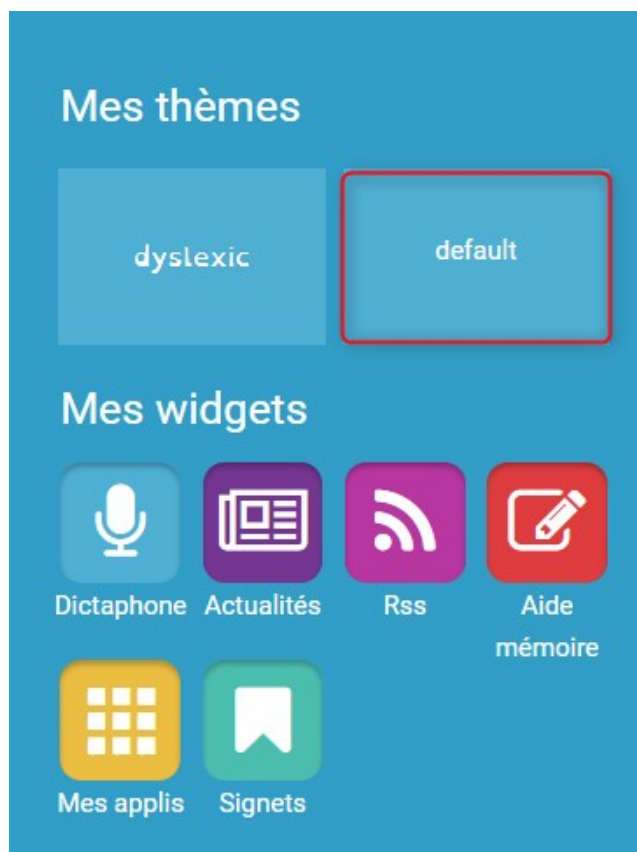 Mes thèmes
dyslexic
default
Mes widgets
Dictaphone
Actualités
Rss
Aide
mémoire
Mes applis
Signets